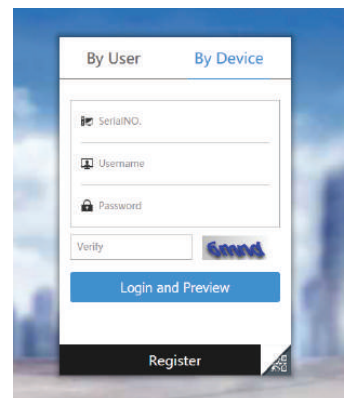 By User By Device
SerialNO.
Username
Password
Verify
Login and Preview
Register